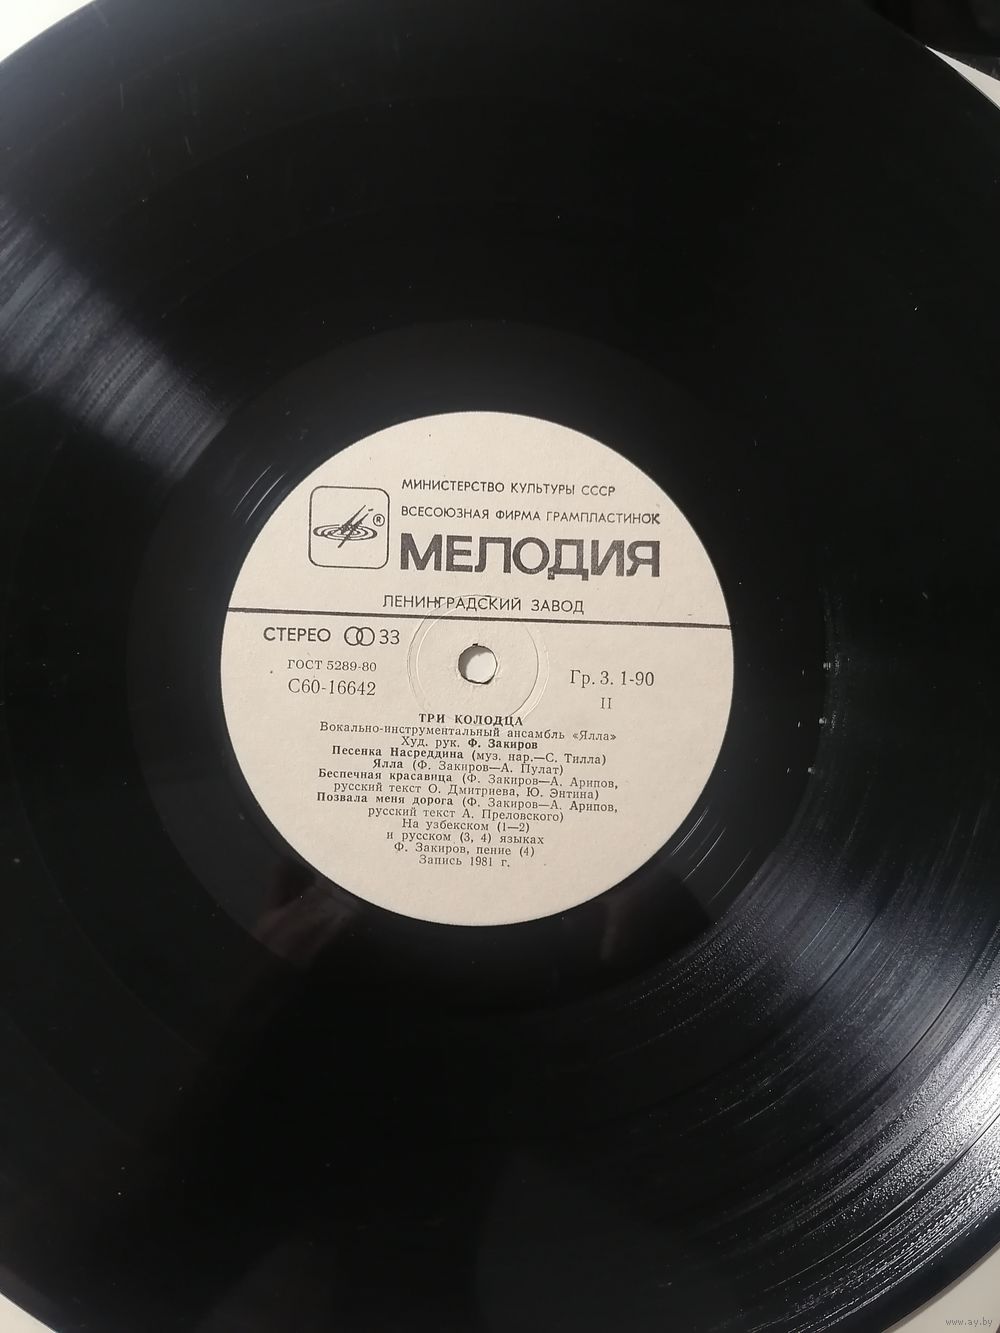 МИНИСТЕРСТВО КУЛЬТУРЫ СССР
ВСЕСОЮЗНАЯ ФИРМА ГРАМПЛАСТИНОК
®
МЕЛОДИЯ
ЛЕНИНГРАДСКИЙ ЗАВОД
СТЕРЕО 33
ГОСТ 5289-80
С60-16642
Гр. 3. 1-90
II
ТРИ КОЛОДЦА
Вокально-инструментальный ансамбль «Ялла»
Худ. рук. Ф. Закиров
Песенка Насреддина (муз. нар.—С. Тилла)
Ялла (Ф. Закиров—А. Пулат)
Беспечная красавица (Ф. Закиров—А. Арипов,
русский текст О. Дмитриева, Ю. Энтина)
Позвала меня дорога (Ф. Закиров—А. Арипов,
русский текст А. Преловского)
На узбекском (1—2)
и русском (3, 4) языках
Ф. Закиров, пение (4)
Запись 1981 г.
www.ay.by